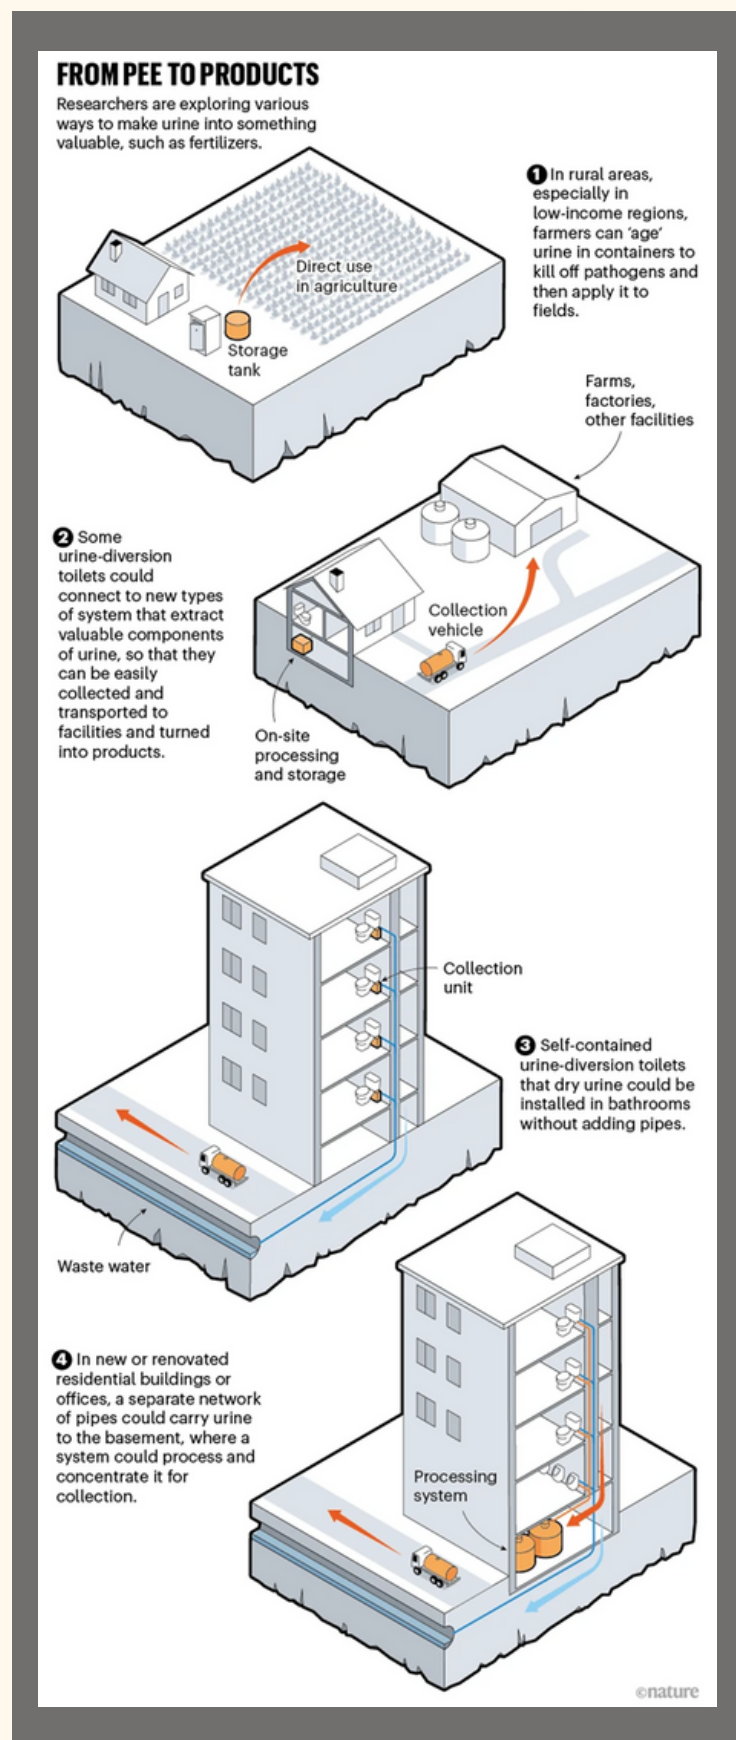 FROM PEE TO PRODUCTS
Researchers are exploring various
ways to make urine into something
valuable, such as fertilizers.
1 In rural areas,
especially in
low-income regions,
farmers can ‘age’
urine in containers to
kill off pathogens and
then apply it to
fields.
Direct use
in agriculture
Storage
tank
Farms,
factories,
other facilities
2 Some
urine-diversion
toilets could
connect to new types
of system that extract
valuable components
of urine, so that they
can be easily
collected and
transported to
facilities and turned
into products.
Collection
vehicle
On-site
processing
and storage
Collection
unit
3 Self-contained
urine-diversion toilets
that dry urine could be
installed in bathrooms
without adding pipes.
Waste water
4 In new or renovated
residential buildings or
offices, a separate network
of pipes could carry urine
to the basement, where a
system could process and
concentrate it for
collection.
Processing
system
©nature